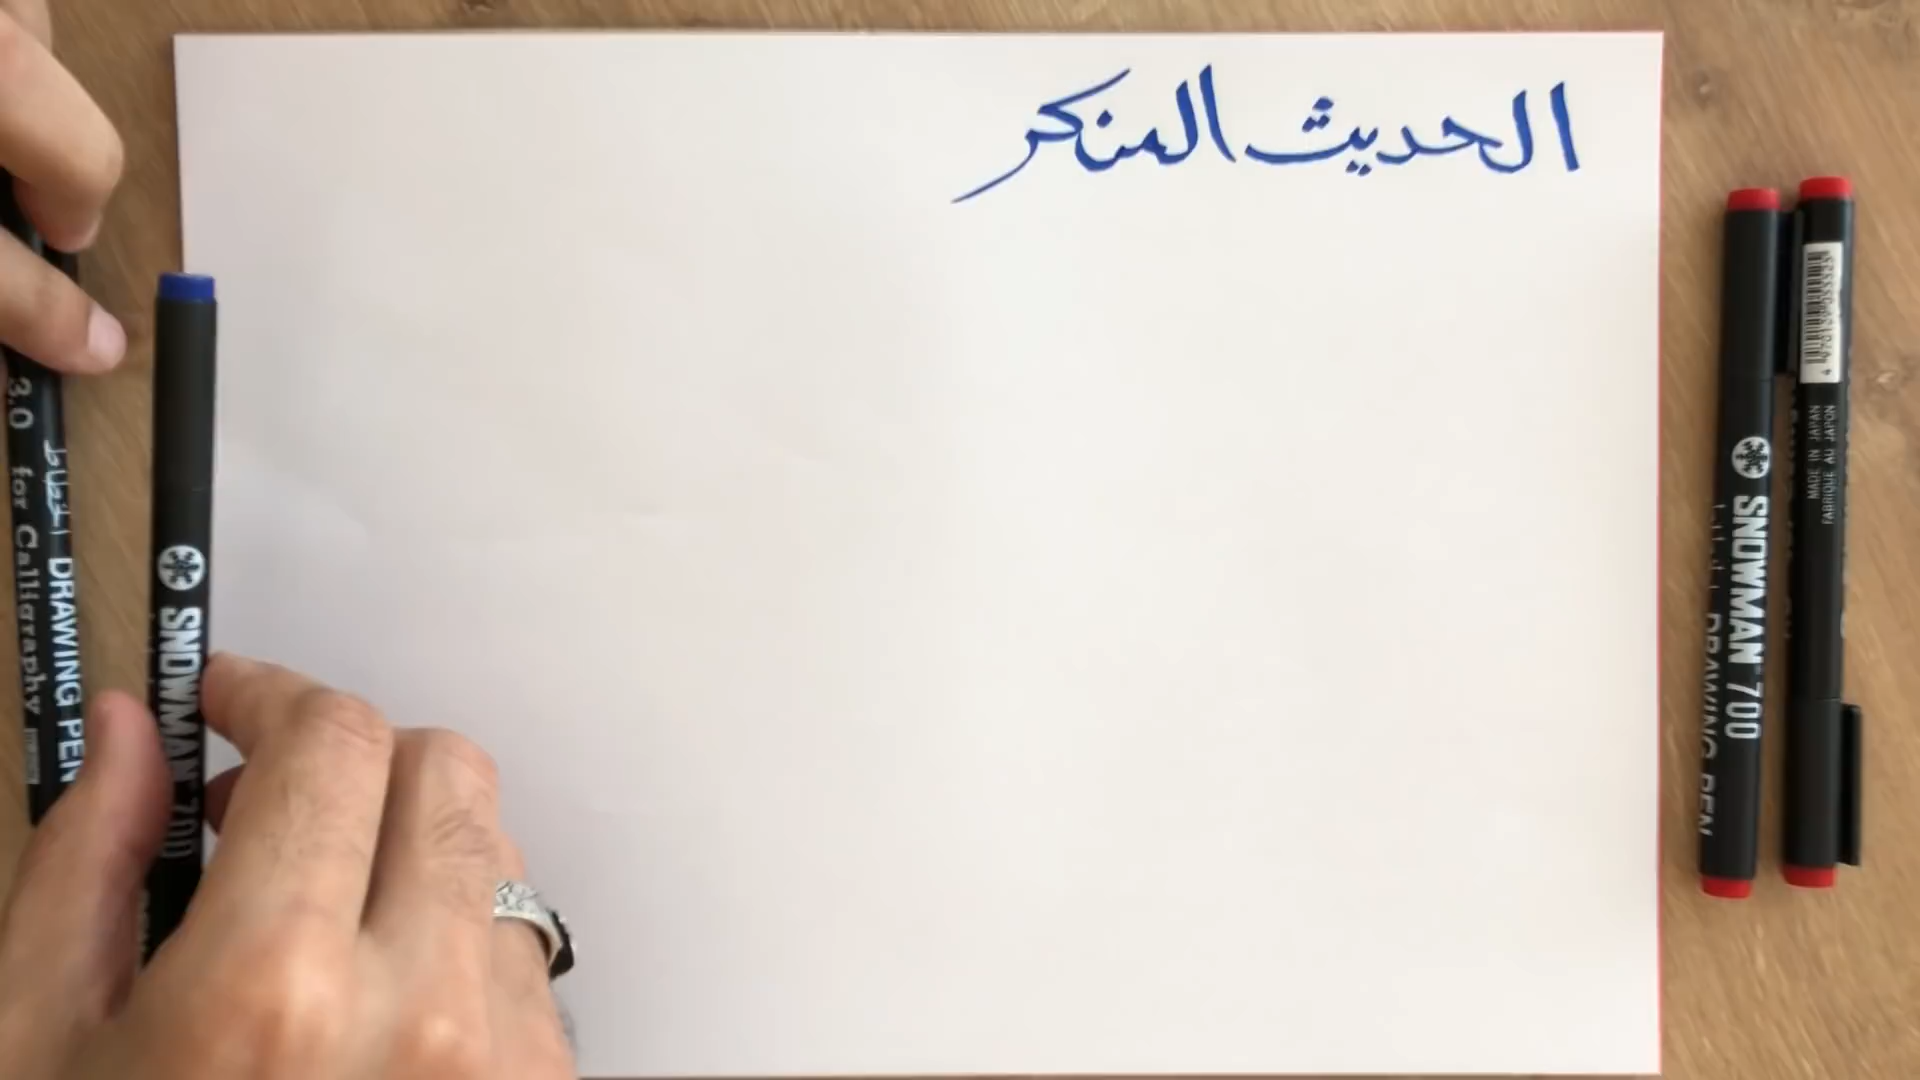 الحديث المنكر
3.0 for Calligraphy
الخطاط DRAWING PEN
SNOWMAN 700
SNOWMAN 700
DRAWING PEN
MADE IN JAPAN
FABRIQUE AU JAPON